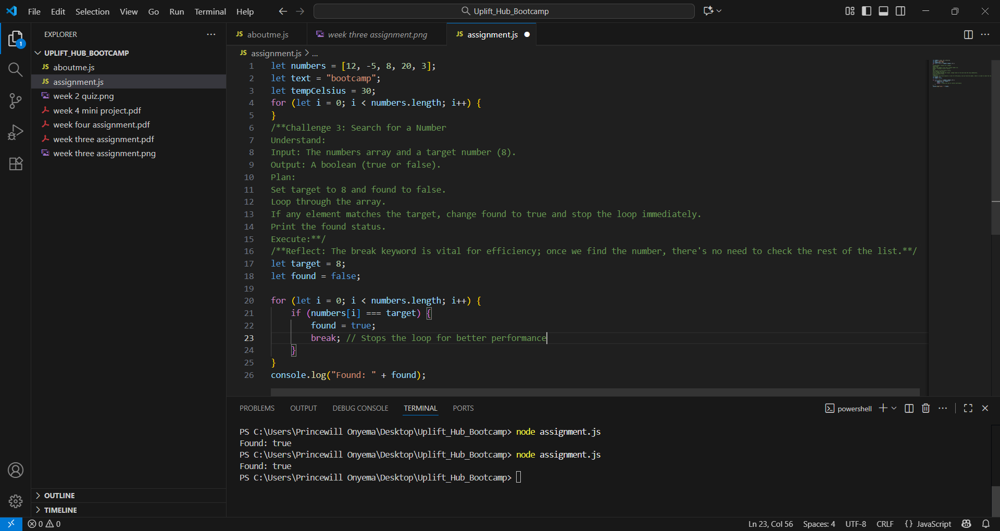 File Edit Selection View Go Run Terminal Help
Uplift_Hub_Bootcamp
EXPLORER
UPLIFT_HUB_BOOTCAMP
JS aboutme.js
JS assignment.js
week 2 quiz.png
week 4 mini project.pdf
week four assignment.pdf
week three assignment.pdf
week three assignment.png
OUTLINE
TIMELINE
1
JS aboutme.js
week three assignment.png
JS assignment.js
JS assignment.js > ...
1 let numbers = [12, -5, 8, 20, 3];
2 let text = "bootcamp";
3 let tempCelsius = 30;
4 for (let i = 0; i < numbers.length; i++) {
5 }
6 /**Challenge 3: Search for a Number
7 Understand:
8 Input: The numbers array and a target number (8).
9 Output: A boolean (true or false).
10 Plan:
11 Set target to 8 and found to false.
12 Loop through the array.
13 If any element matches the target, change found to true and stop the loop immediately.
14 Print the found status.
15 Execute:**/
16 /**Reflect: The break keyword is vital for efficiency; once we find the number, there's no need to check the rest of the list.**/
17 let target = 8;
18 let found = false;
19
20 for (let i = 0; i < numbers.length; i++) {
21     if (numbers[i] === target) {
22         found = true;
23         break; // Stops the loop for better performance
24     }
25 }
26 console.log("Found: " + found);
PROBLEMS OUTPUT DEBUG CONSOLE TERMINAL PORTS
powershell
PS C:\Users\Princewill Onyema\Desktop\Uplift_Hub_Bootcamp> node assignment.js
Found: true
PS C:\Users\Princewill Onyema\Desktop\Uplift_Hub_Bootcamp> node assignment.js
Found: true
PS C:\Users\Princewill Onyema\Desktop\Uplift_Hub_Bootcamp>
0 0
Ln 23, Col 56 Spaces: 4 UTF-8 CRLF {} JavaScript